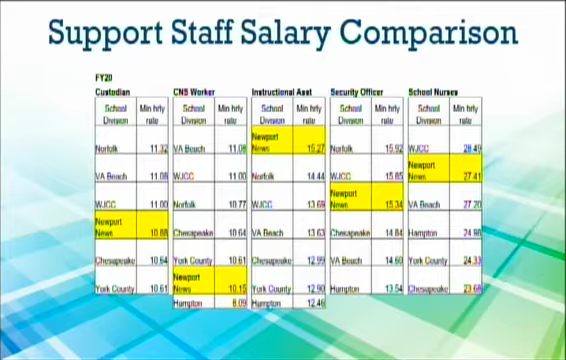 Support Staff Salary Comparison
FY20
Custodian CNS Worker Instructional Asst Security Officer School Nurses
School Division Min hrly rate School Division Min hrly rate School Division Min hrly rate School Division Min hrly rate School Division Min hrly rate
Norfolk 11.32 VA Beach 11.08 Newport News 15.27 Norfolk 15.92 WJCC 28.49
VA Beach 11.08 WJCC 11.00 Norfolk 14.44 WJCC 15.85 Newport News 27.41
WJCC 11.00 Norfolk 10.77 WJCC 13.69 Newport News 15.34 VA Beach 27.20
Newport News 10.88 Chesapeake 10.64 VA Beach 13.63 Chesapeake 14.84 Hampton 24.98
Chesapeake 10.64 York County 10.61 Chesapeake 12.99 VA Beach 14.60 York County 24.33
York County 10.61 Newport News 10.15 York County 12.90 Hampton 13.54 Chesapeake 23.68
Hampton 8.09 Hampton 12.46